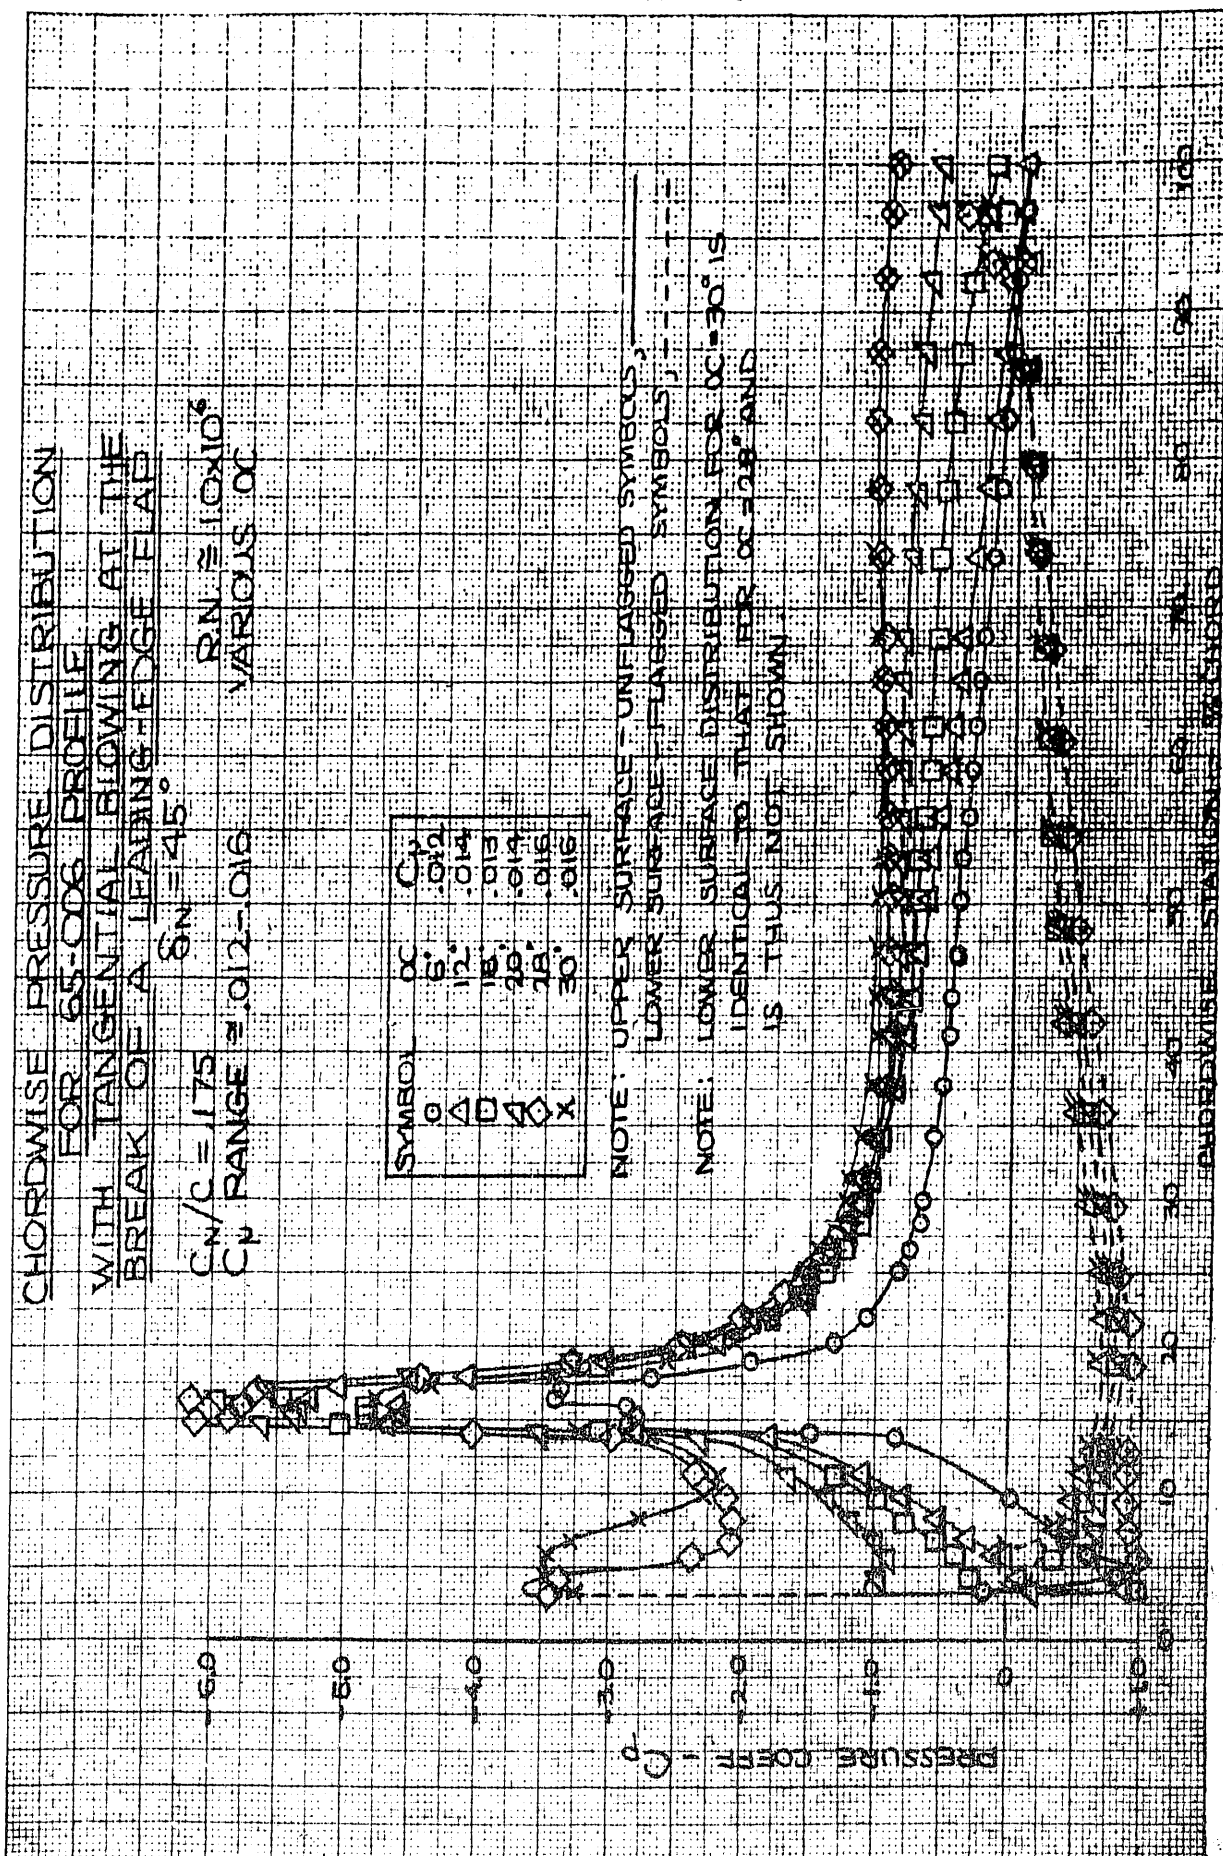 CHORDWISE PRESSURE DISTRIBUTION
FOR 65-006 PROFILE
WITH TANGENTIAL BLOWING AT THE
BREAK OF A LEADING-EDGE FLAP
δN = 45°
CN/C = .175
RN ≅ 10×10⁶
Cμ RANGE = .012-.016
VARIOUS α
SYMBOL α Cμ
○ 6° .012
△ 12° .014
□ 18° .013
◁ 20° .014
◇ 28° .016
× 30° .016
NOTE: UPPER SURFACE-UNFLAGGED SYMBOLS,
LOWER SURFACE-FLAGGED SYMBOLS,
NOTE: LOWER SURFACE DISTRIBUTION FOR α=30° IS
IDENTICAL TO THAT FOR α=28° AND
IS THUS NOT SHOWN.
PRESSURE COEFF - Cp
-6.0
-5.0
-4.0
-3.0
-2.0
-1.0
0
+1.0
0 10 20 30 40 50 60 70 80 90 100
CHORDWISE STATIONS - % CHORD